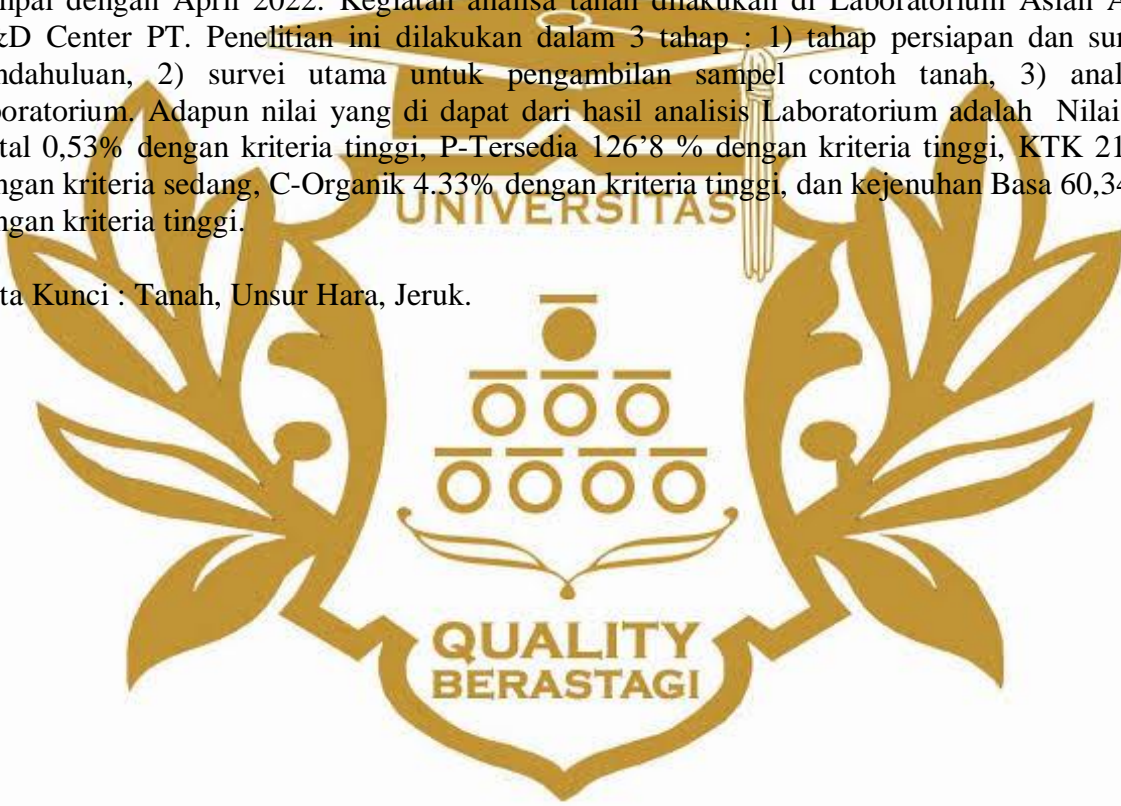 mpai dengan April 2022. Kegiatan analisa tanah dilakukan di Laboratorium Asian A
&D Center PT. Penelitian ini dilakukan dalam 3 tahap : 1) tahap persiapan dan sur
ndahuluan, 2) survei utama untuk pengambilan sampel contoh tanah, 3) anal
boratorium. Adapun nilai yang di dapat dari hasil analisis Laboratorium adalah Nilai
tal 0,53% dengan kriteria tinggi, P-Tersedia 126’8 % dengan kriteria tinggi, KTK 21
ngan kriteria sedang, C-Organik 4.33% dengan kriteria tinggi, dan kejenuhan Basa 60,34
ngan kriteria tinggi.
UNIVERSITAS
ta Kunci : Tanah, Unsur Hara, Jeruk.
QUALITY
BERASTAGI